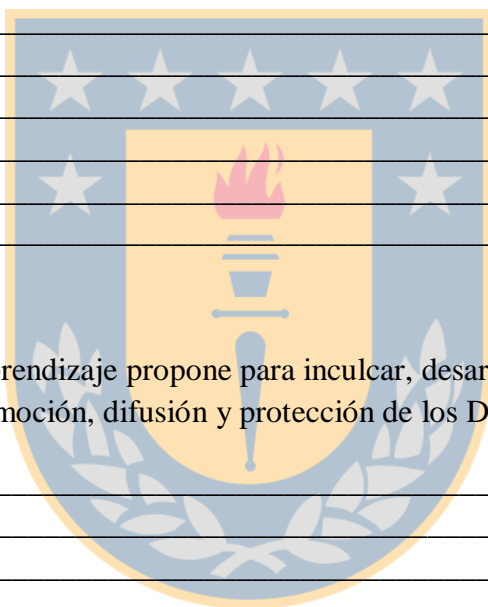 rendizaje propone para inculcar, desar
moción, difusión y protección de los D